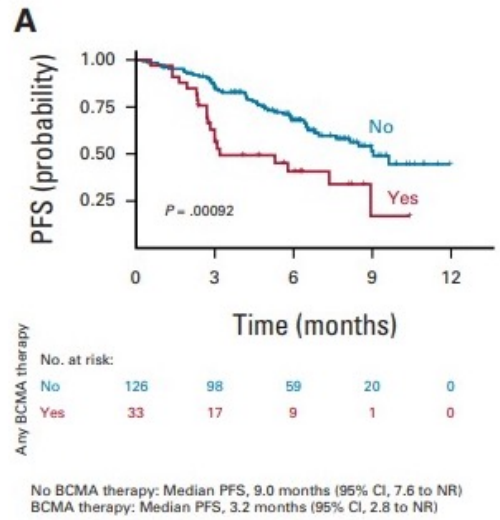 A
PFS (probability)
1.00
0.75
0.50
0.25
No
Yes
P = .00092
0 3 6 9 12
Time (months)
Any BCMA therapy
No. at risk:
No 126 98 59 20 0
Yes 33 17 9 1 0
No BCMA therapy: Median PFS, 9.0 months (95% CI, 7.6 to NR)
BCMA therapy: Median PFS, 3.2 months (95% CI, 2.8 to NR)